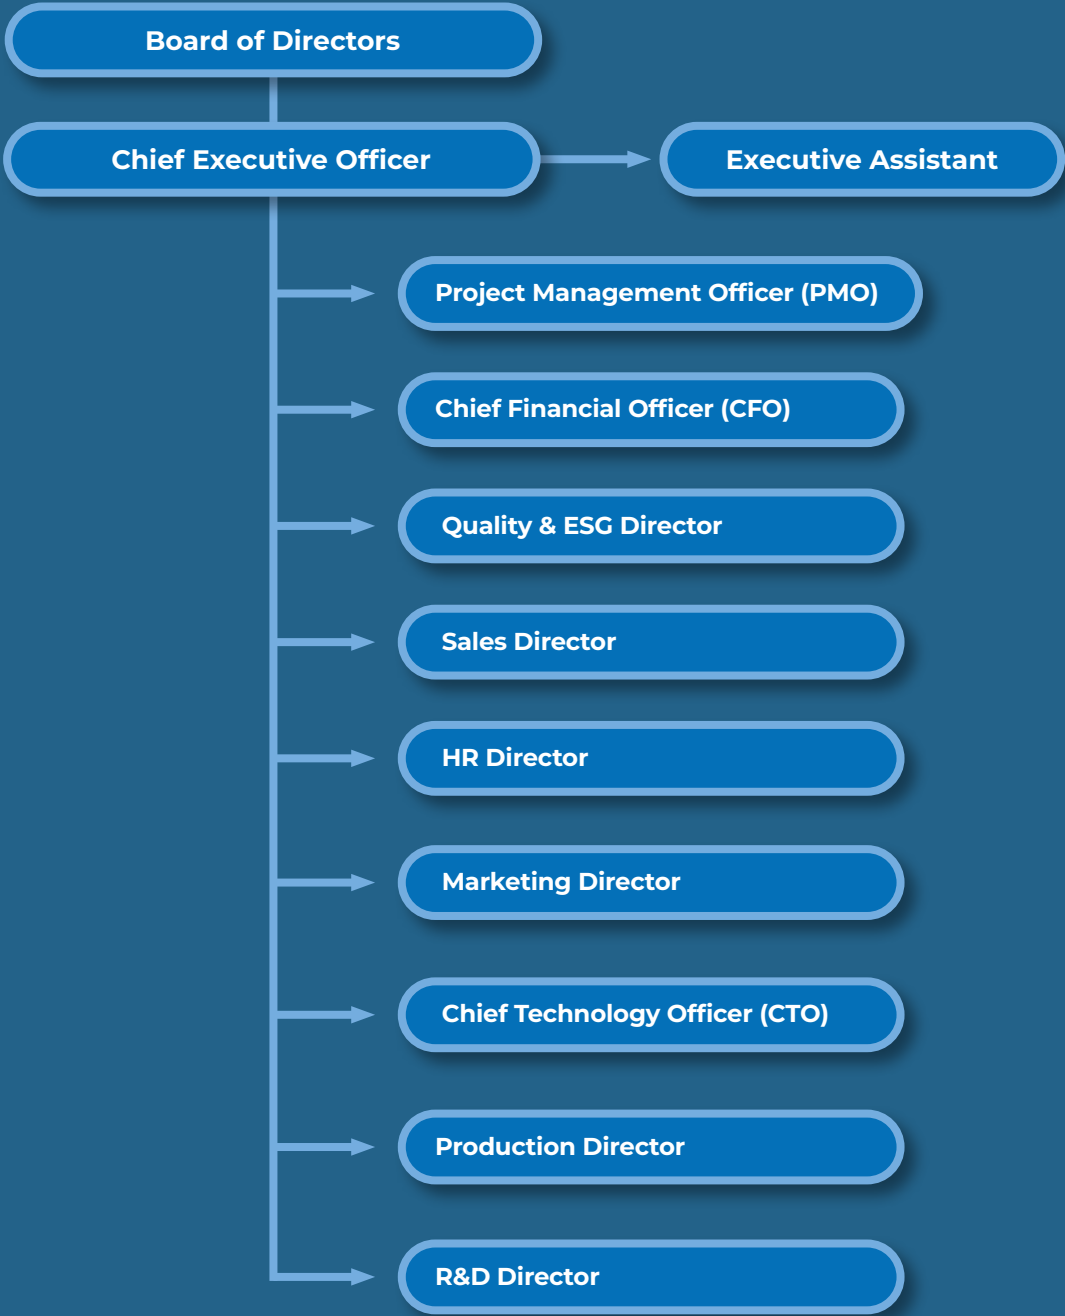 Board of Directors
Chief Executive Officer
Executive Assistant
Project Management Officer (PMO)
Chief Financial Officer (CFO)
Quality & ESG Director
Sales Director
HR Director
Marketing Director
Chief Technology Officer (CTO)
Production Director
R&D Director